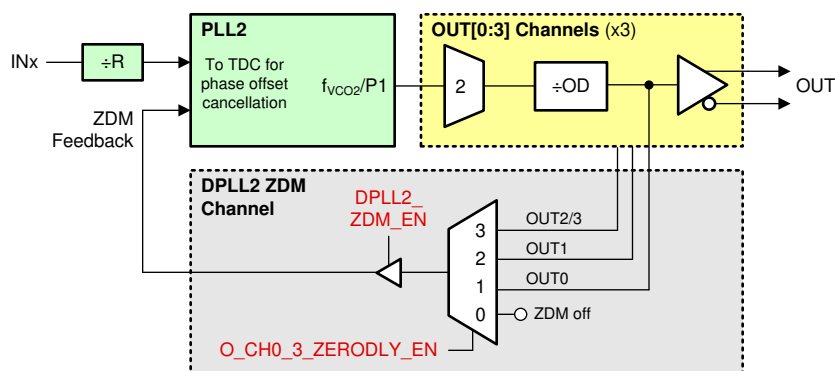 PLL2
OUT[0:3] Channels (x3)
INx
÷R
To TDC for
phase offset
cancellation
fVCO2/P1
2
÷OD
OUT
ZDM
Feedback
DPLL2 ZDM
Channel
DPLL2_
ZDM_EN
3
OUT2/3
2
OUT1
1
OUT0
0
ZDM off
O_CH0_3_ZERODLY_EN